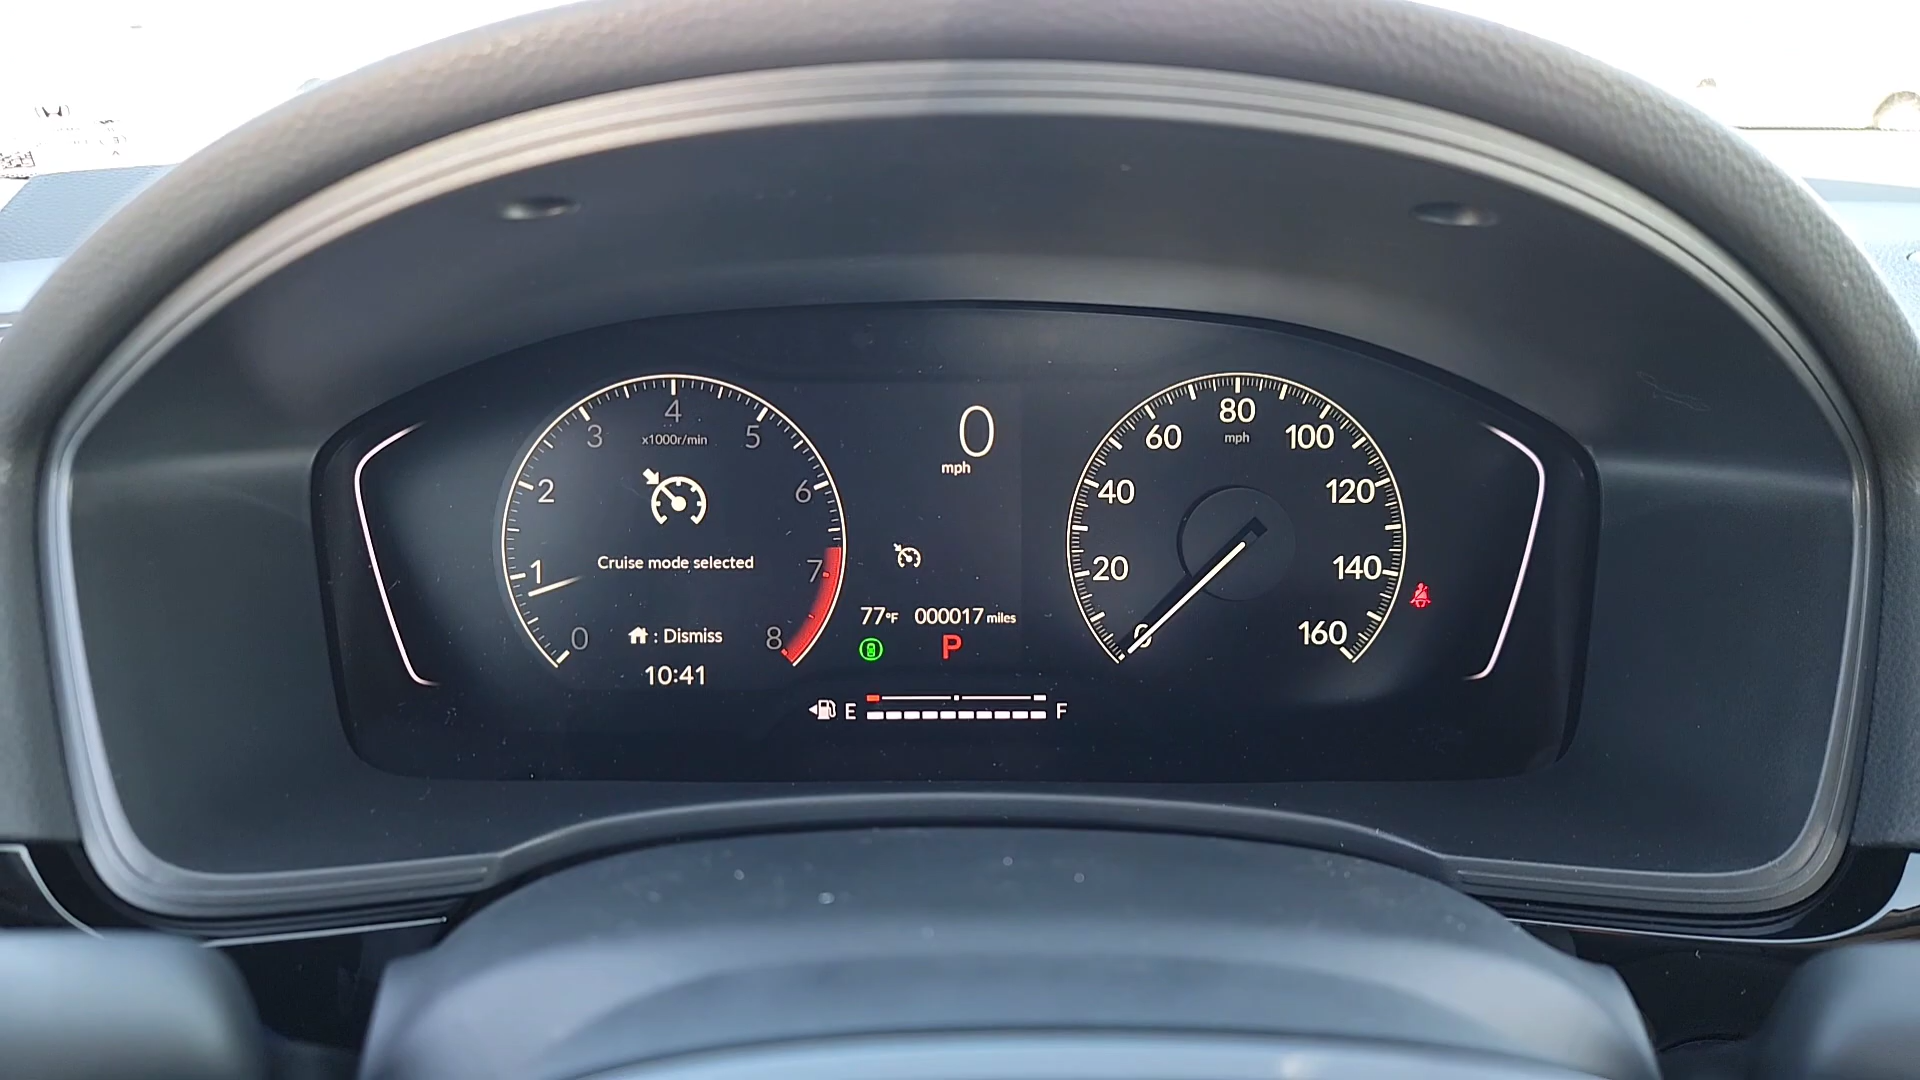 4
3
x1000r/min
5
2
6
1
Cruise mode selected
7
0
: Dismiss
8
10:41
0
mph
77°F
000017 miles
P
E
F
80
60
mph
100
40
120
20
140
0
160